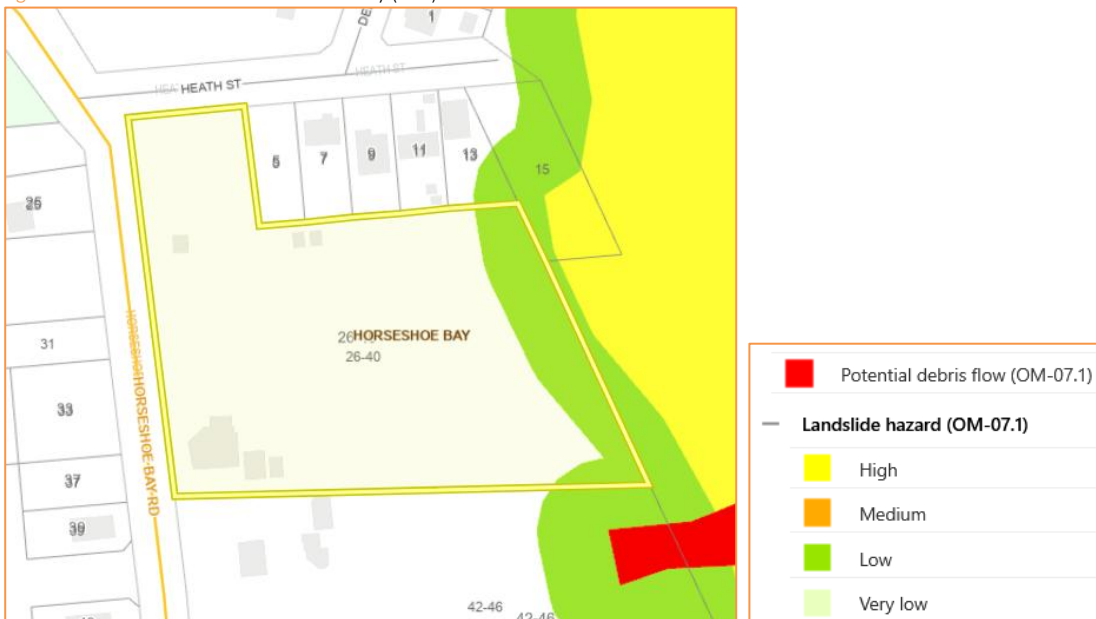 1
HEATH ST
HEATH ST
5
7
9
11
13
15
25
31
HORSESHOE BAY
26-40
33
HORSESHOE-BAY-RD
37
39
42-46
42-46
Potential debris flow (OM-07.1)
Landslide hazard (OM-07.1)
High
Medium
Low
Very low